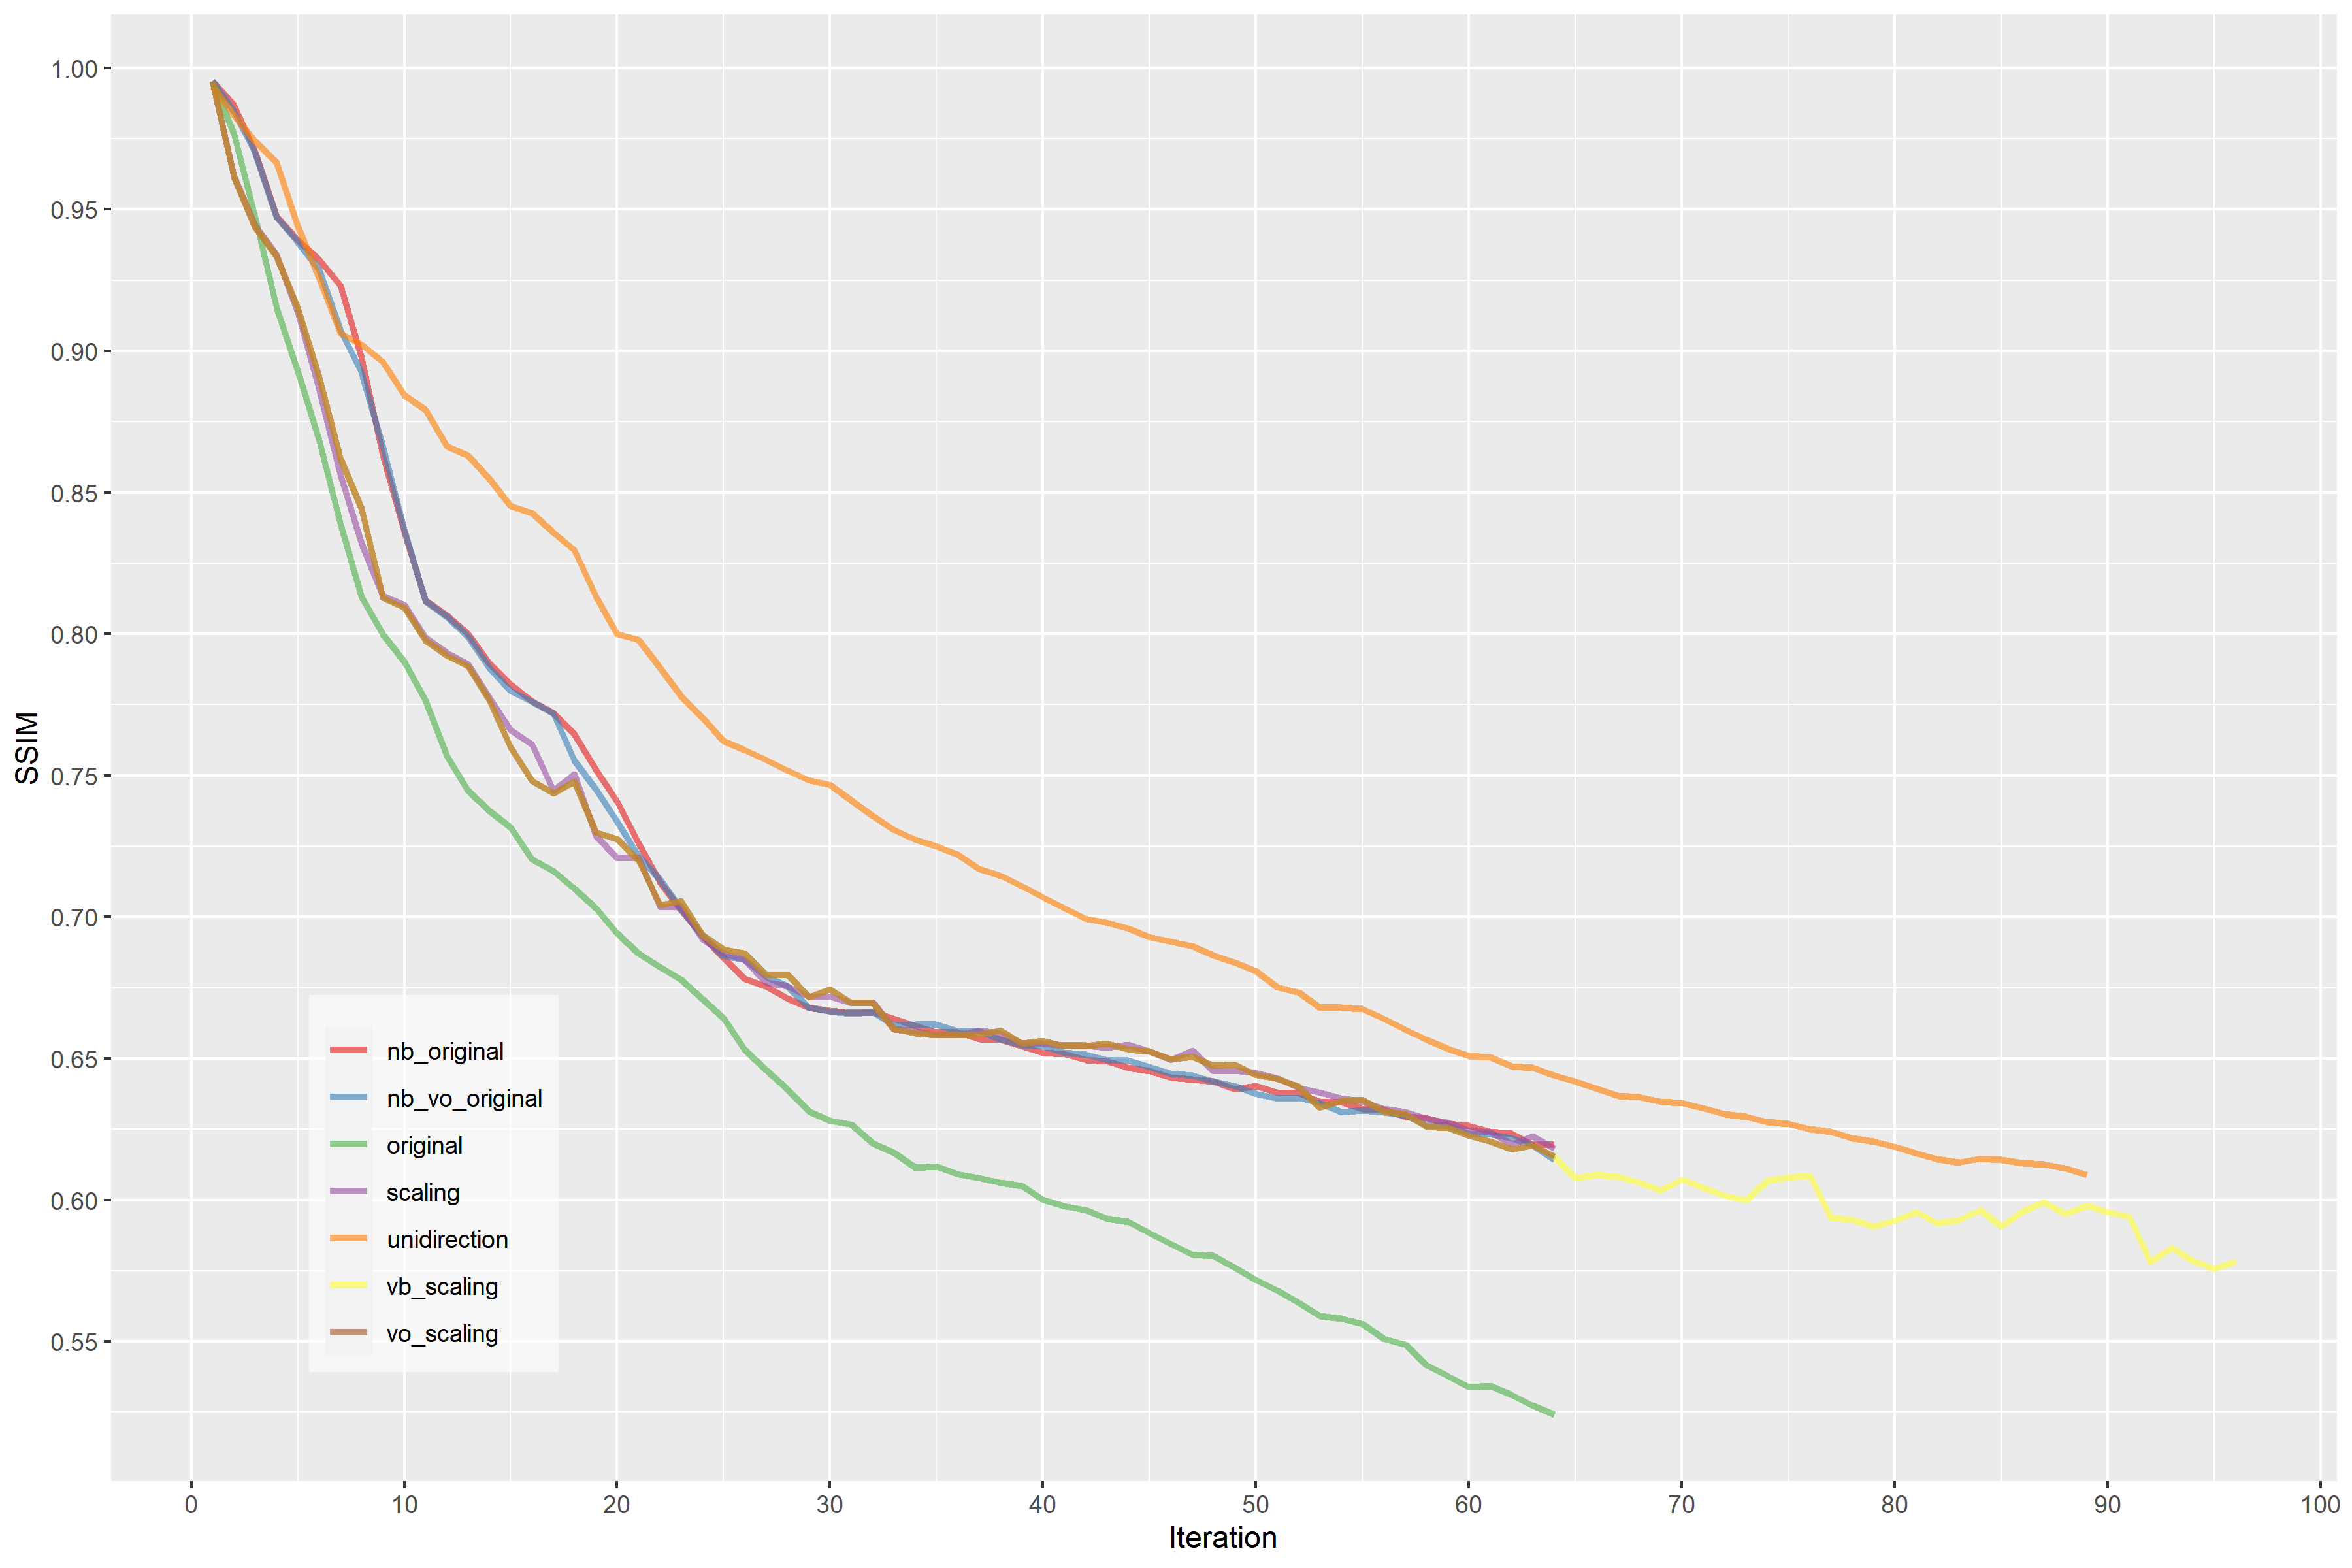 1.00
0.95
0.90
0.85
0.80
0.75
0.70
0.65
0.60
0.55
SSIM
nb_original
nb_vo_original
original
scaling
unidirection
vb_scaling
vo_scaling
0 10 20 30 40 50 60 70 80 90 100
Iteration